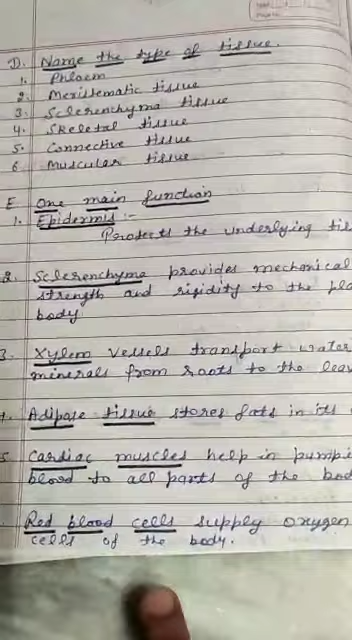 D. Name the type of tissue.
1. Phloem
2. Meristematic tissue
3. Sclerenchyma tissue
4. Skeletal tissue
5. Connective tissue
6. Muscular tissue
E. One main function
1. Epidermis :-
Protects the underlying
2. Sclerenchyma provides mechanical
strength and rigidity to the
body
3. Xylem vessels transport water
minerals from roots to the
Adipose tissue stores fats in its
Cardiac muscles help in
blood to all parts of the
Red blood cells supply oxygen
cells of the body.